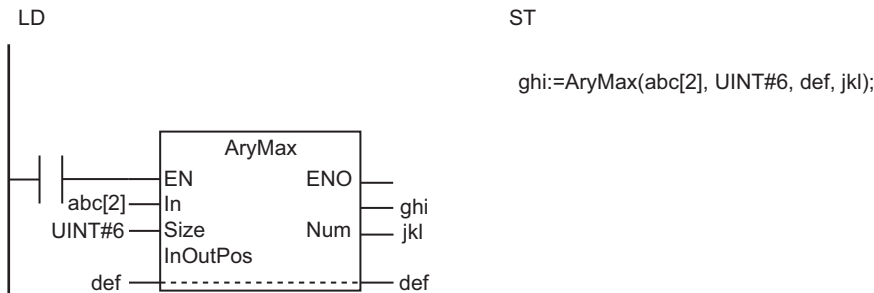 LD
ST
ghi:=AryMax(abc[2], UINT#6, def, jkl);
AryMax
EN ENO
abc[2] In ghi
UINT#6 Size Num jkl
InOutPos
def def